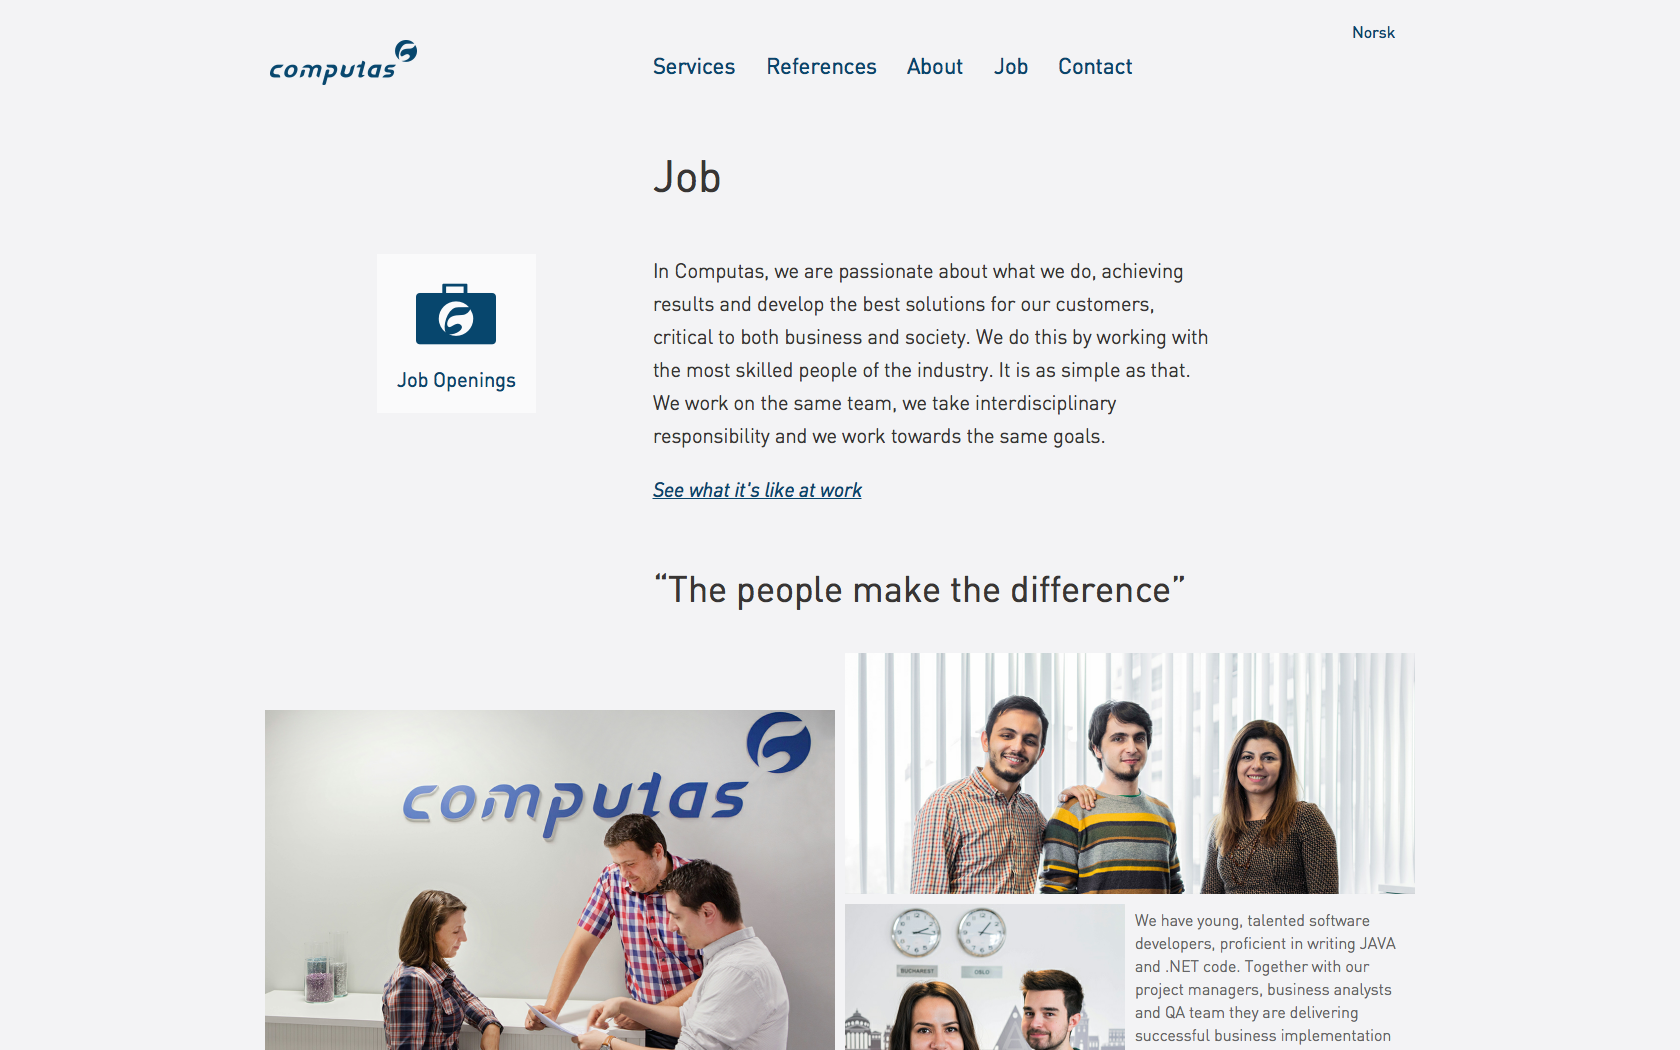 Norsk
computas
Services References About Job Contact
Job
Job Openings
In Computas, we are passionate about what we do, achieving
results and develop the best solutions for our customers,
critical to both business and society. We do this by working with
the most skilled people of the industry. It is as simple as that.
We work on the same team, we take interdisciplinary
responsibility and we work towards the same goals.
See what it's like at work
“The people make the difference”
computas
BUCHAREST
OSLO
We have young, talented software
developers, proficient in writing JAVA
and .NET code. Together with our
project managers, business analysts
and QA team they are delivering
successful business implementation